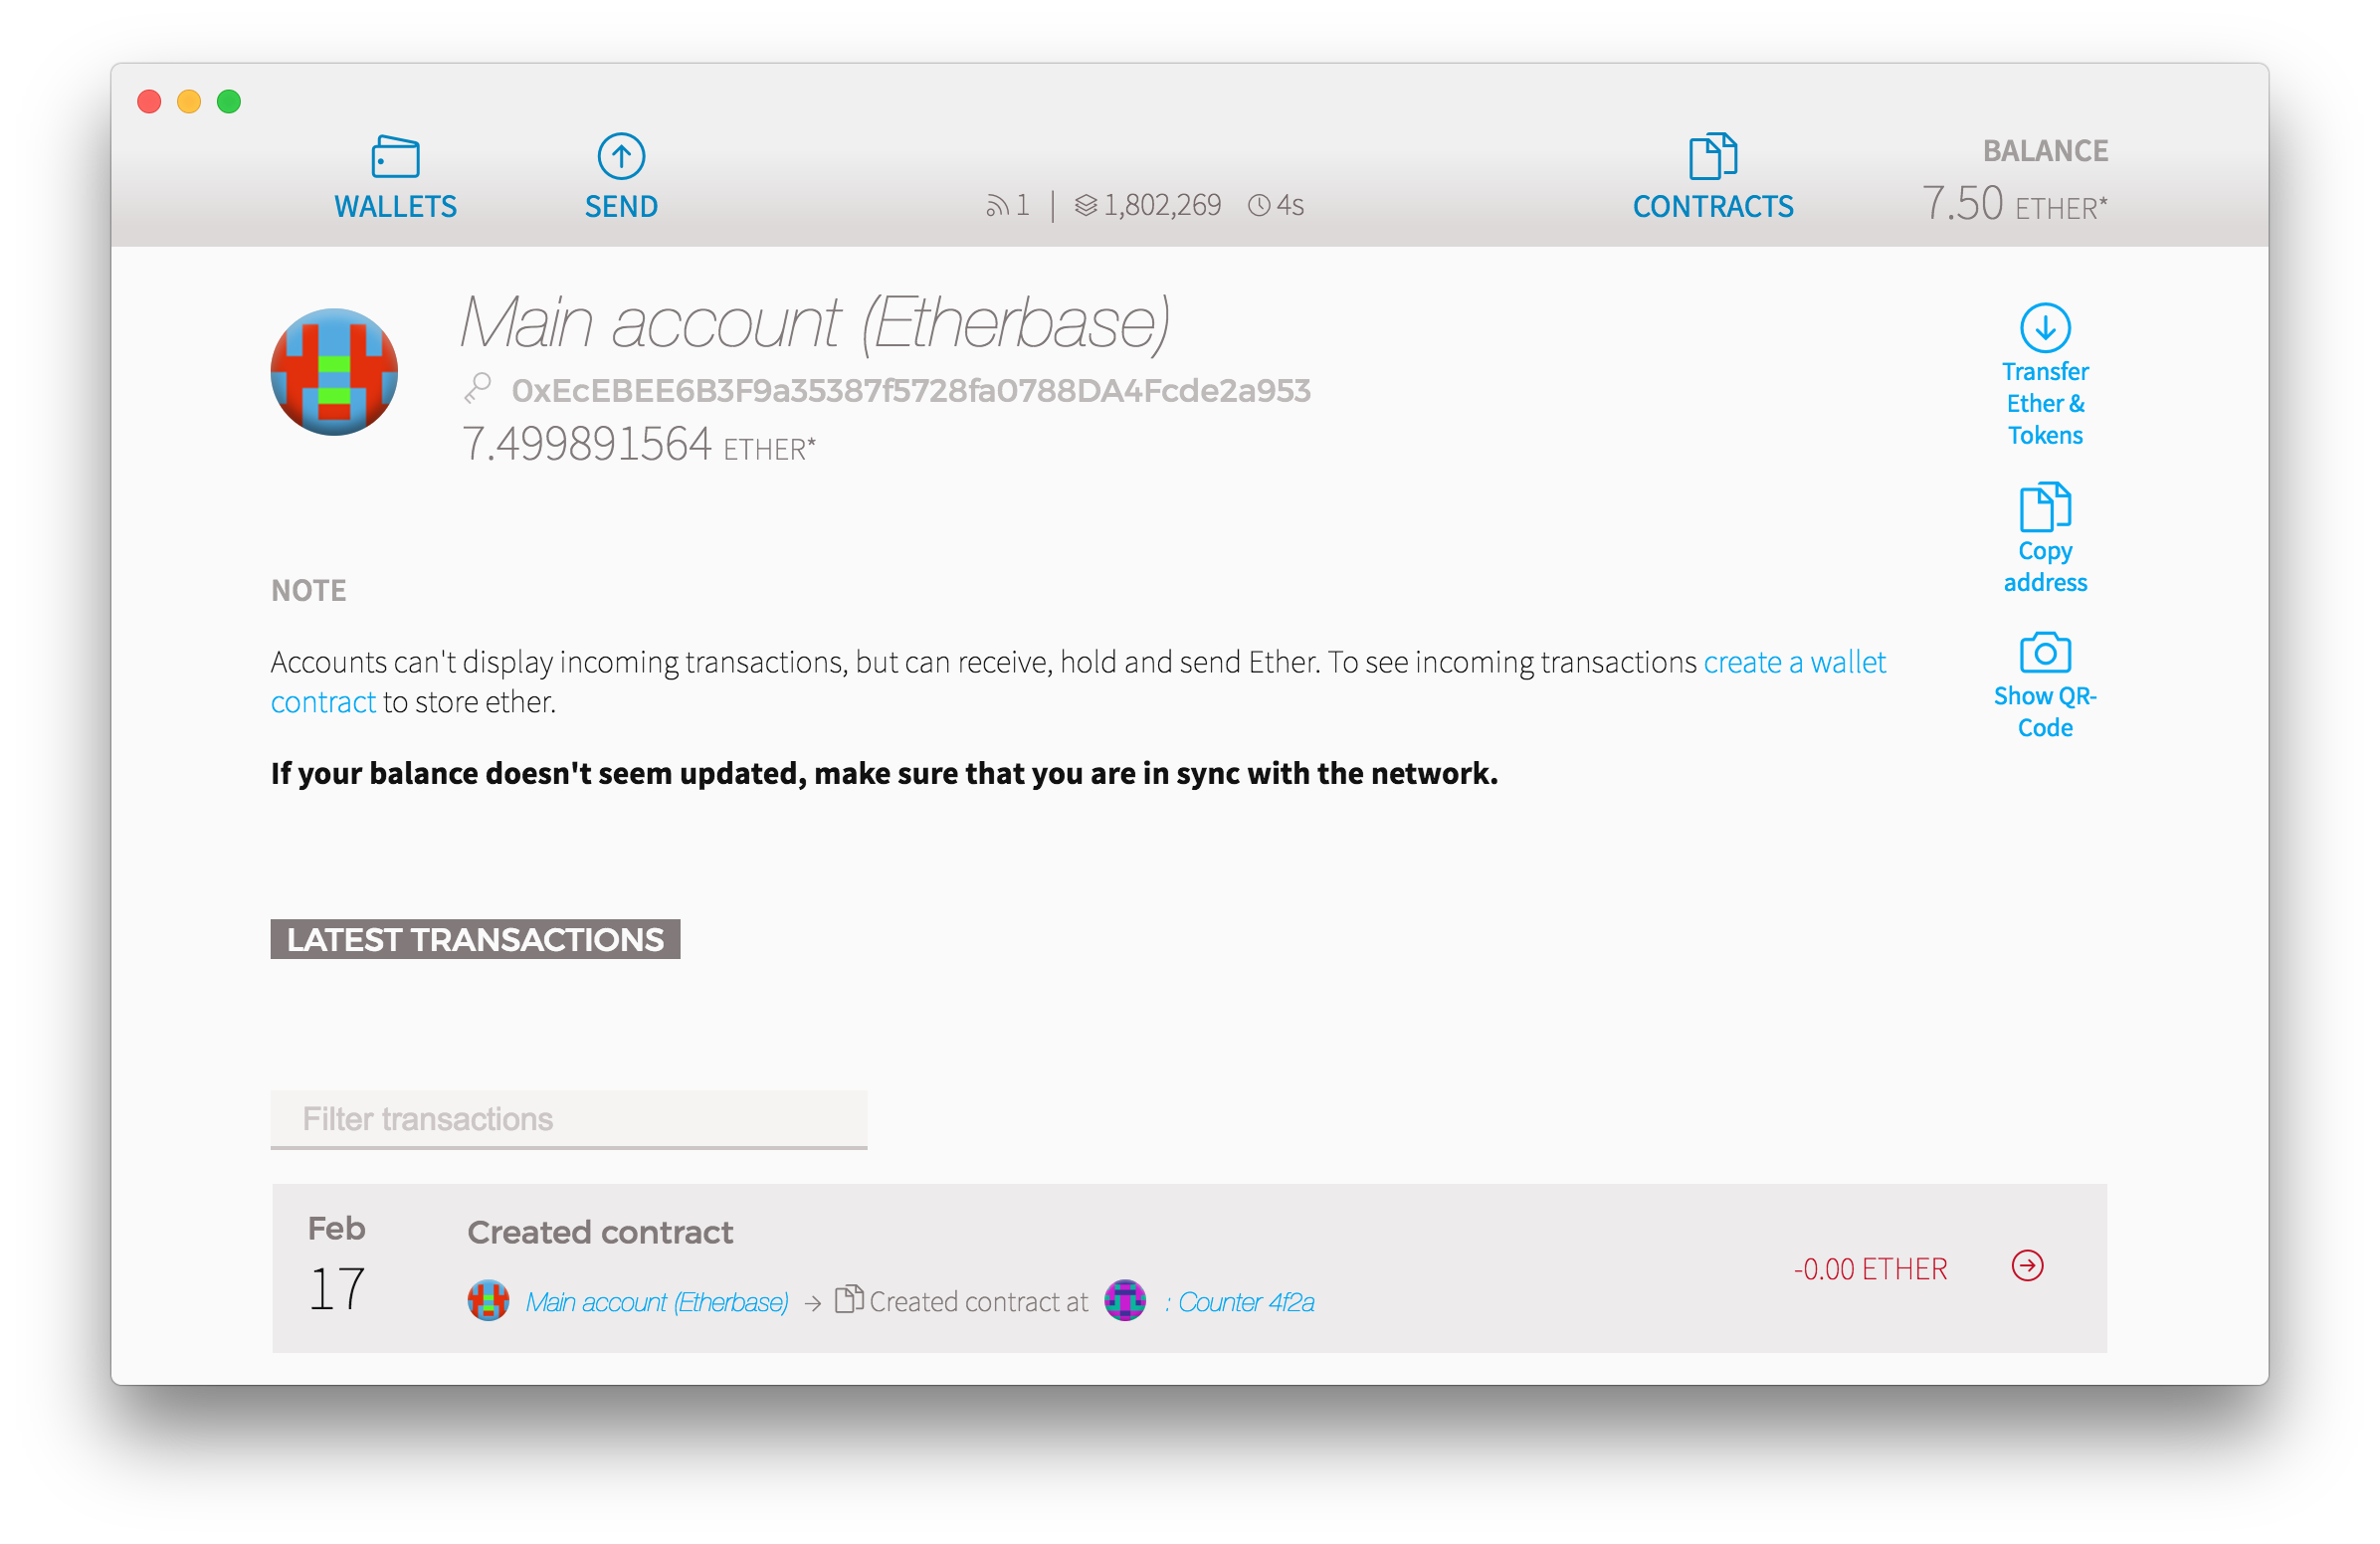 WALLETS
SEND
1 | 1,802,269 4s
CONTRACTS
BALANCE
7.50 ETHER*
Main account (Etherbase)
0xEcEBEE6B3F9a35387f5728fa0788DA4Fcde2a953
7.499891564 ETHER*
Transfer
Ether &
Tokens
Copy
address
Show QR-
Code
NOTE
Accounts can't display incoming transactions, but can receive, hold and send Ether. To see incoming transactions create a wallet
contract to store ether.
If your balance doesn't seem updated, make sure that you are in sync with the network.
LATEST TRANSACTIONS
Filter transactions
Feb
17
Created contract
Main account (Etherbase) → Created contract at : Counter 4f2a
-0.00 ETHER